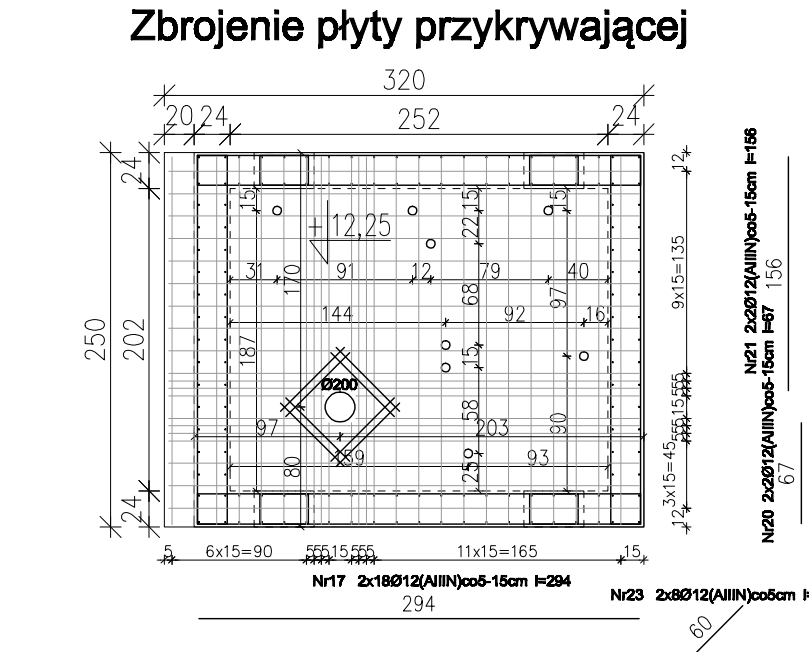 Zbrojenie płyty przykrywającej
320
20 24 252 24
24
12
15 15 15
+12,25
22
31 170 91 12 79 40
9x15=135
68 97
144 92 16
250 202
187 15
Ø200
58 90
97 203
59 93
80 25
3x15=45
24
12
5 6x15=90 555 15 555 11x15=165 15
Nr17 2x18Ø12(AIIIN)co5-15cm l=294
294
Nr23 2x8Ø12(AIIIN)co5cm l=
60
Nr21 2x2Ø12(AIIIN)co5-15cm l=156
156
Nr20 2x2Ø12(AIIIN)co5-15cm l=67
67